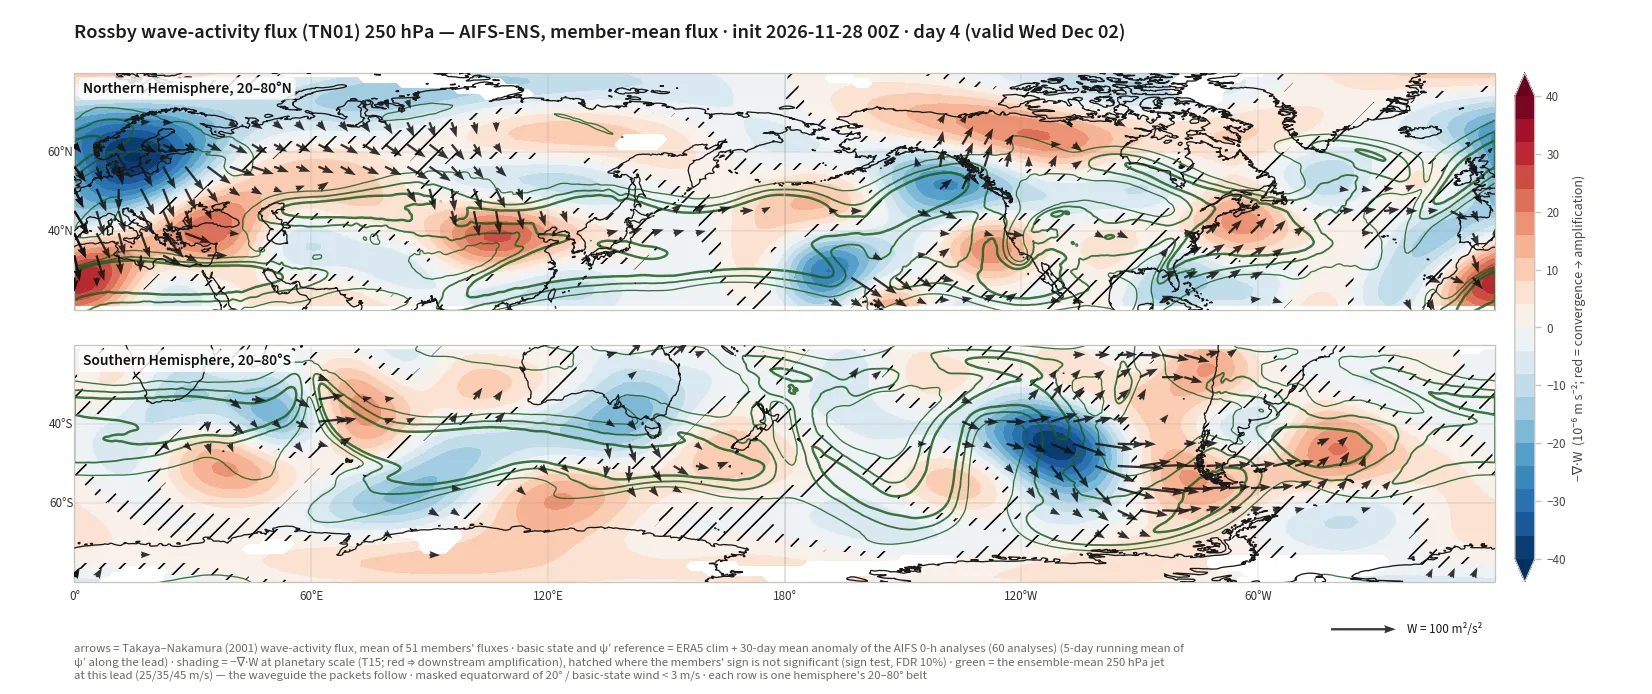 Rossby wave-activity flux (TN01) 250 hPa — AIFS-ENS, member-mean flux · init 2026-11-28 00Z · day 4 (valid Wed Dec 02)
Northern Hemisphere, 20–80°N
60°N
40°N
Southern Hemisphere, 20–80°S
40°S
60°S
0°
60°E
120°E
180°
120°W
60°W
40
30
20
10
0
−10
−20
−30
−40
−∇·W (10⁻⁶ m s⁻²; red = convergence → amplification)
W = 100 m²/s²
arrows = Takaya–Nakamura (2001) wave-activity flux, mean of 51 members' fluxes · basic state and ψ′ reference = ERA5 clim + 30-day mean anomaly of the AIFS 0-h analyses (60 analyses) (5-day running mean of
ψ′ along the lead) · shading = −∇·W at planetary scale (T15; red ⇒ downstream amplification), hatched where the members' sign is not significant (sign test, FDR 10%) · green = the ensemble-mean 250 hPa jet
at this lead (25/35/45 m/s) — the waveguide the packets follow · masked equatorward of 20° / basic-state wind < 3 m/s · each row is one hemisphere's 20–80° belt